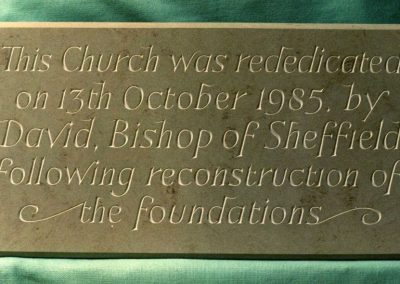 This Church was rededicated
on 13th October 1985, by
David, Bishop of Sheffield
following reconstruction of
the foundations